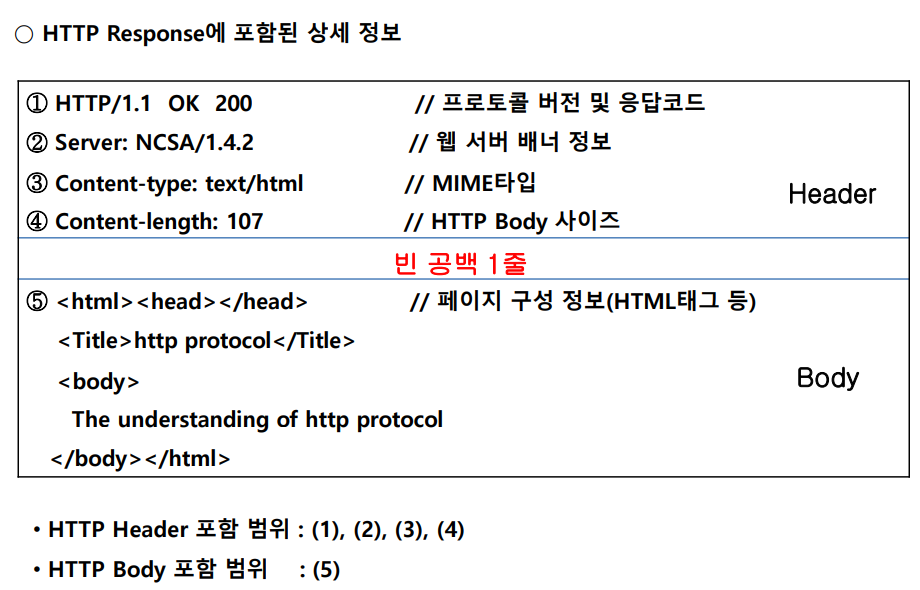 ○ HTTP Response에 포함된 상세 정보
① HTTP/1.1 OK 200 // 프로토콜 버전 및 응답코드
② Server: NCSA/1.4.2 // 웹 서버 배너 정보
③ Content-type: text/html // MIME타입
Header
④ Content-length: 107 // HTTP Body 사이즈
빈 공백 1줄
⑤ <html><head></head> // 페이지 구성 정보(HTML태그 등)
<Title>http protocol</Title>
<body>
Body
The understanding of http protocol
</body></html>
• HTTP Header 포함 범위 : (1), (2), (3), (4)
• HTTP Body 포함 범위 : (5)